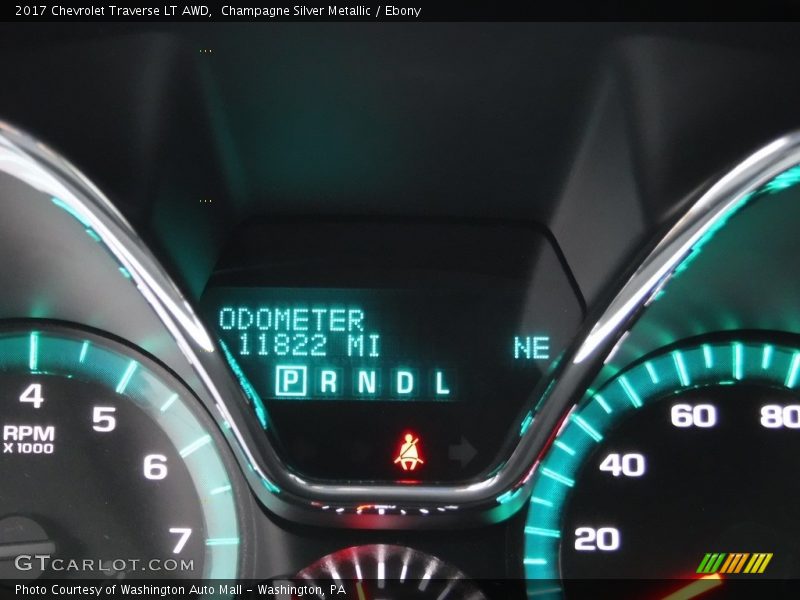 2017 Chevrolet Traverse LT AWD,  Champagne Silver Metallic / Ebony
ODOMETER
11822 MI NE
P R N D L
4 5 6 7
RPM
X 1000
20 40 60 80
GTCARLOT.COM
Photo Courtesy of Washington Auto Mall - Washington, PA